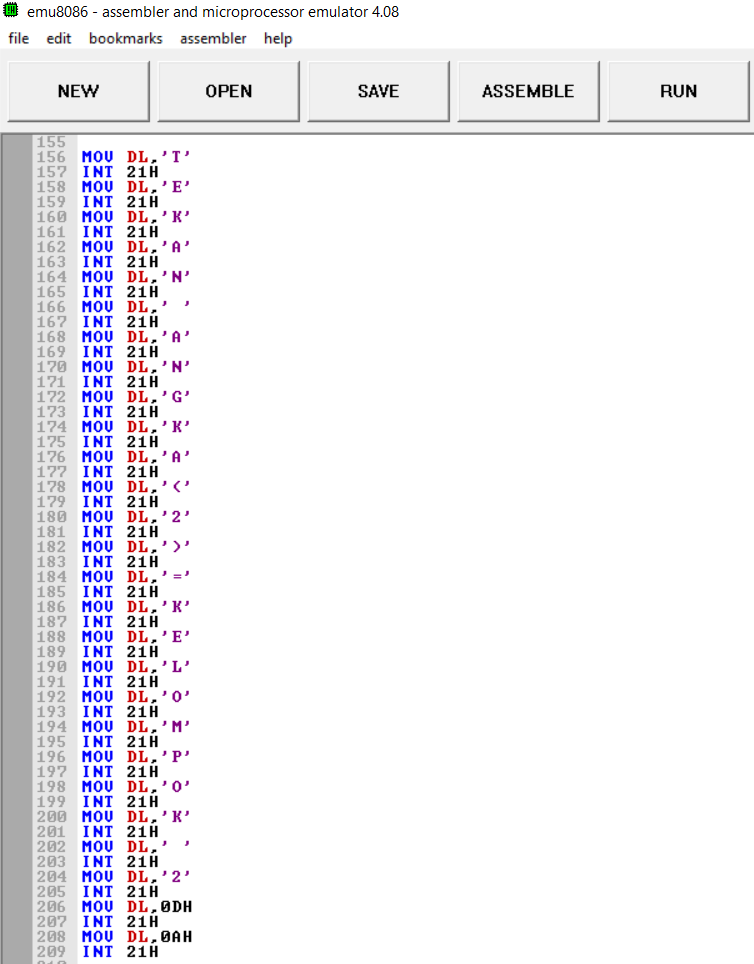 emu8086 - assembler and microprocessor emulator 4.08
file edit bookmarks assembler help
NEW OPEN SAVE ASSEMBLE RUN
155
156 MOV DL,'T'
157 INT 21H
158 MOV DL,'E'
159 INT 21H
160 MOV DL,'K'
161 INT 21H
162 MOV DL,'A'
163 INT 21H
164 MOV DL,'N'
165 INT 21H
166 MOV DL,' '
167 INT 21H
168 MOV DL,'A'
169 INT 21H
170 MOV DL,'N'
171 INT 21H
172 MOV DL,'G'
173 INT 21H
174 MOV DL,'K'
175 INT 21H
176 MOV DL,'A'
177 INT 21H
178 MOV DL,'('
179 INT 21H
180 MOV DL,'2'
181 INT 21H
182 MOV DL,')'
183 INT 21H
184 MOV DL,'='
185 INT 21H
186 MOV DL,'K'
187 INT 21H
188 MOV DL,'E'
189 INT 21H
190 MOV DL,'L'
191 INT 21H
192 MOV DL,'O'
193 INT 21H
194 MOV DL,'M'
195 INT 21H
196 MOV DL,'P'
197 INT 21H
198 MOV DL,'O'
199 INT 21H
200 MOV DL,'K'
201 INT 21H
202 MOV DL,' '
203 INT 21H
204 MOV DL,'2'
205 INT 21H
206 MOV DL,0DH
207 INT 21H
208 MOV DL,0AH
209 INT 21H